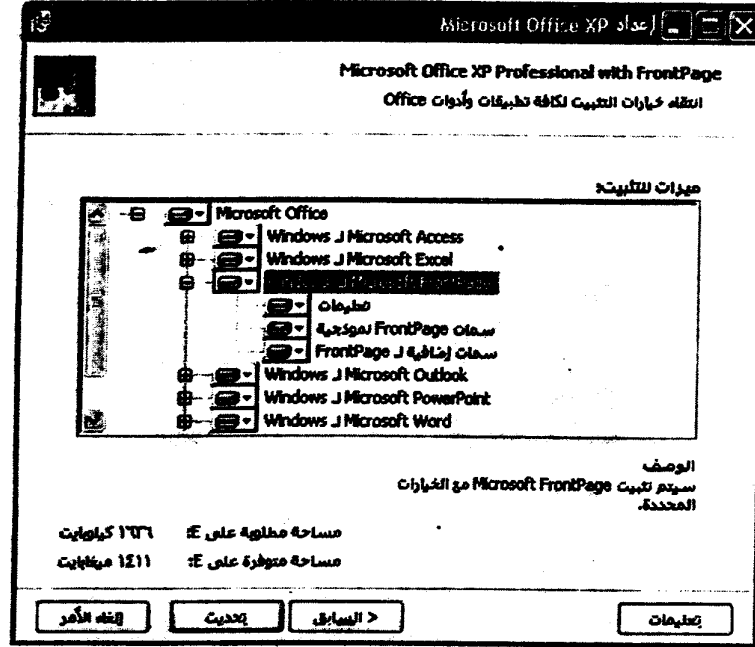 إعداد Microsoft Office XP
Microsoft Office XP Professional with FrontPage
انتقاء خيارات التثبيت لكافة تطبيقات وأدوات Office
ميزات للتثبيت:
Microsoft Office
Microsoft Access لـ Windows
Microsoft Excel لـ Windows
تعليمات
سمات FrontPage نموذجية
سمات إضافية لـ FrontPage
Microsoft Outlook لـ Windows
Microsoft PowerPoint لـ Windows
Microsoft Word لـ Windows
الوصف
سيتم تثبيت Microsoft FrontPage مع الخيارات
المحددة.
مساحة مطلوبة على E: ١٦٢٦ كيلوبايت
مساحة متوفرة على E: ١٤١١ ميغابايت
تعليمات
< السابق
تحديث
إلغاء الأمر